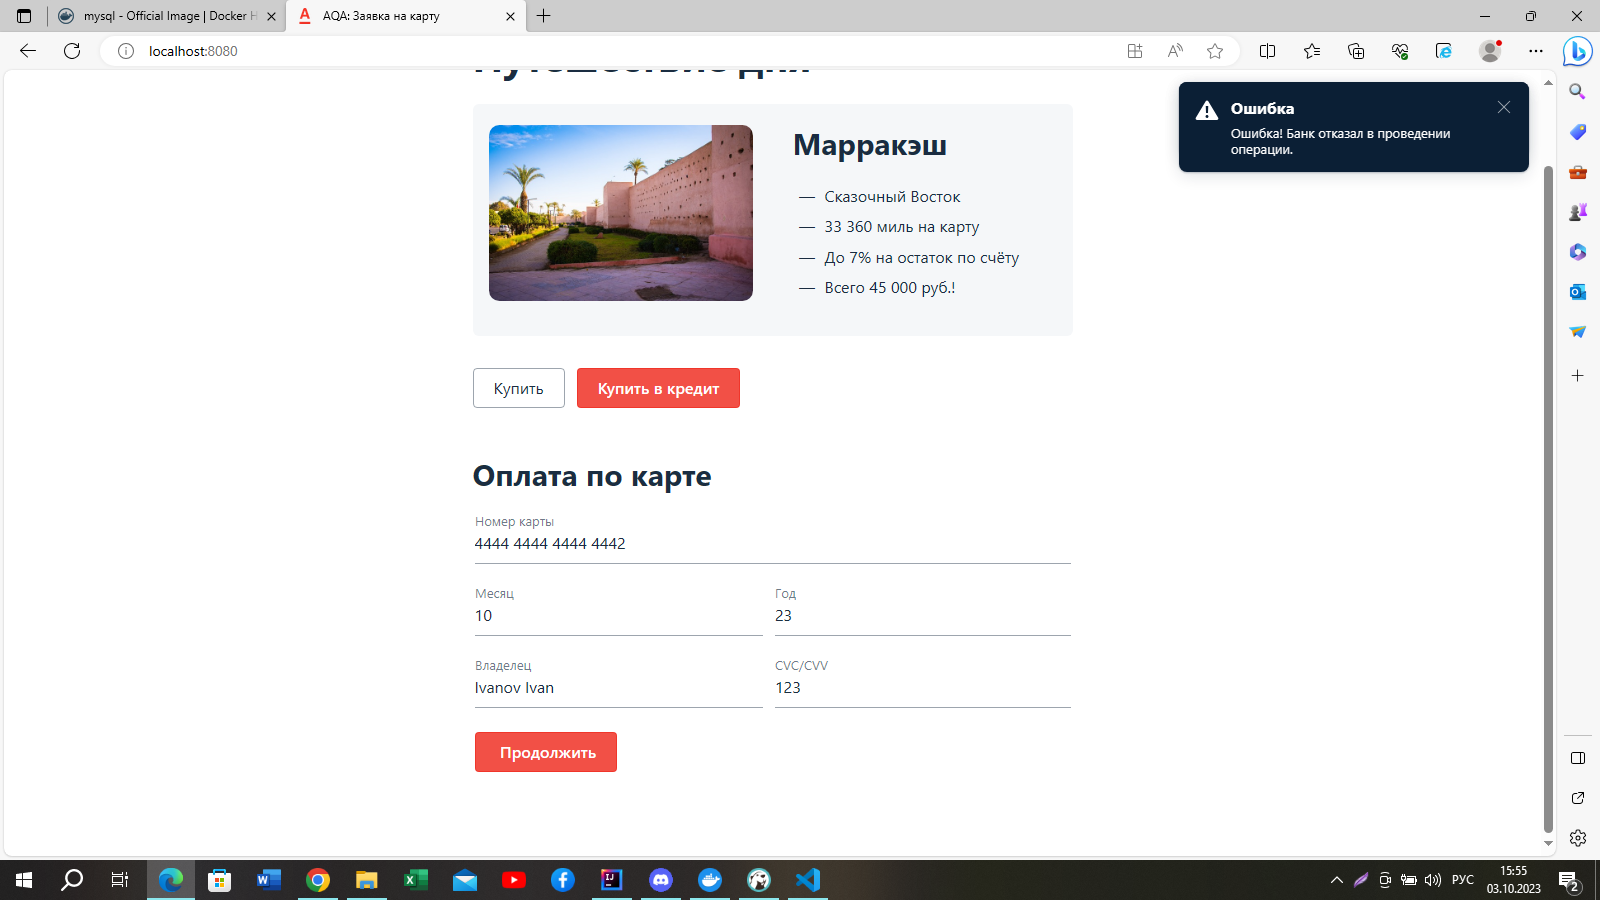 mysql - Official Image | Docker H
AQA: Заявка на карту
localhost:8080
Путешествие дня
Ошибка
Ошибка! Банк отказал в проведении
операции.
Марракэш
— Сказочный Восток
— 33 360 миль на карту
— До 7% на остаток по счёту
— Всего 45 000 руб.!
Купить
Купить в кредит
Оплата по карте
Номер карты
4444 4444 4444 4442
Месяц
Год
10
23
Владелец
CVC/CVV
Ivanov Ivan
123
Продолжить
РУС
15:55
03.10.2023
2